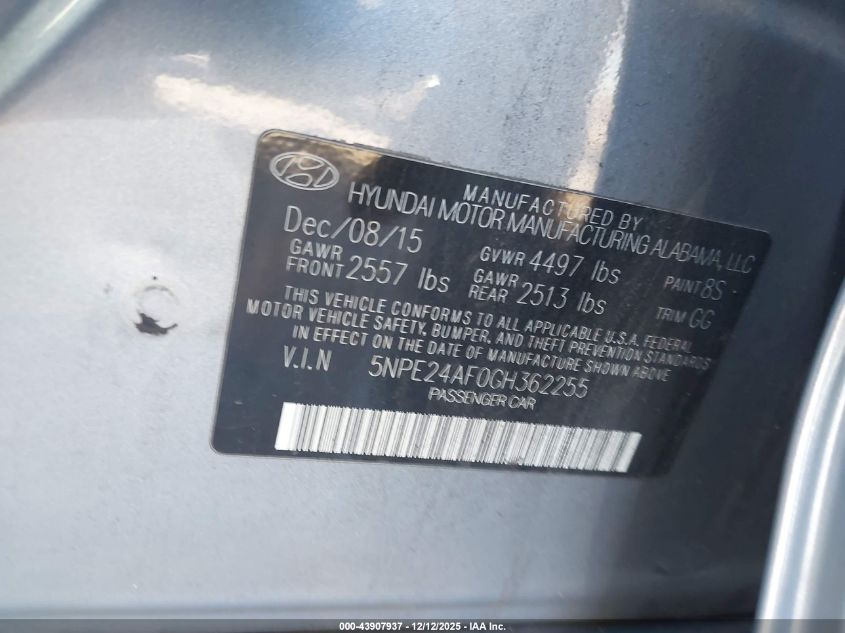 MANUFACTURED BY
HYUNDAI MOTOR MANUFACTURING ALABAMA, LLC
Dec/08/15 GVWR 4497 lbs PAINT 8S
GAWR FRONT 2557 lbs GAWR REAR 2513 lbs TRIM GG
THIS VEHICLE CONFORMS TO ALL APPLICABLE U.S.A. FEDERAL
MOTOR VEHICLE SAFETY, BUMPER, AND THEFT PREVENTION STANDARDS
IN EFFECT ON THE DATE OF MANUFACTURE SHOWN ABOVE
V.I.N 5NPE24AF0GH362255
PASSENGER CAR
000-43907937 - 12/12/2025 - IAA, Inc.